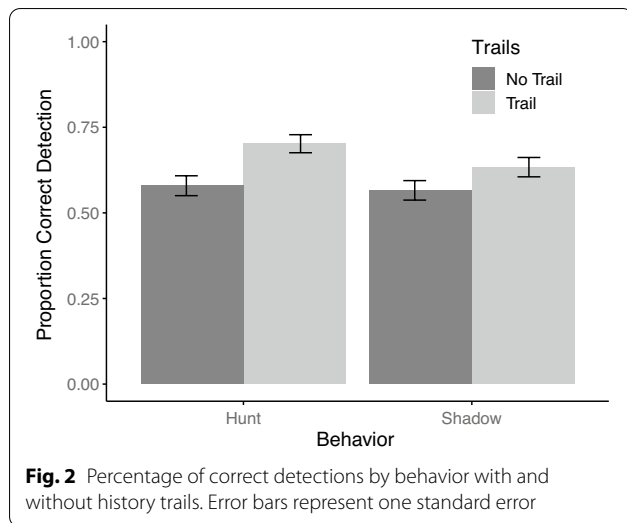 Trails
No Trail
Trail
1.00
0.75
0.50
0.25
0.00
Proportion Correct Detection
Hunt
Shadow
Behavior
Fig. 2 Percentage of correct detections by behavior with and
without history trails. Error bars represent one standard error